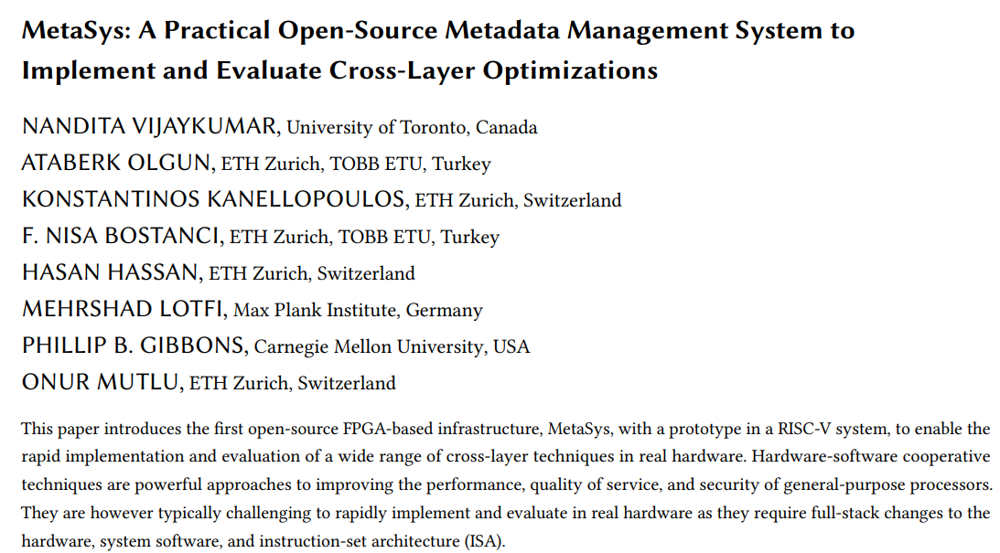 MetaSys: A Practical Open-Source Metadata Management System to
Implement and Evaluate Cross-Layer Optimizations
NANDITA VIJAYKUMAR, University of Toronto, Canada
ATABERK OLGUN, ETH Zurich, TOBB ETU, Turkey
KONSTANTINOS KANELLOPOULOS, ETH Zurich, Switzerland
F. NISA BOSTANCI, ETH Zurich, TOBB ETU, Turkey
HASAN HASSAN, ETH Zurich, Switzerland
MEHRSHAD LOTFI, Max Plank Institute, Germany
PHILLIP B. GIBBONS, Carnegie Mellon University, USA
ONUR MUTLU, ETH Zurich, Switzerland
This paper introduces the first open-source FPGA-based infrastructure, MetaSys, with a prototype in a RISC-V system, to enable the
rapid implementation and evaluation of a wide range of cross-layer techniques in real hardware. Hardware-software cooperative
techniques are powerful approaches to improving the performance, quality of service, and security of general-purpose processors.
They are however typically challenging to rapidly implement and evaluate in real hardware as they require full-stack changes to the
hardware, system software, and instruction-set architecture (ISA).